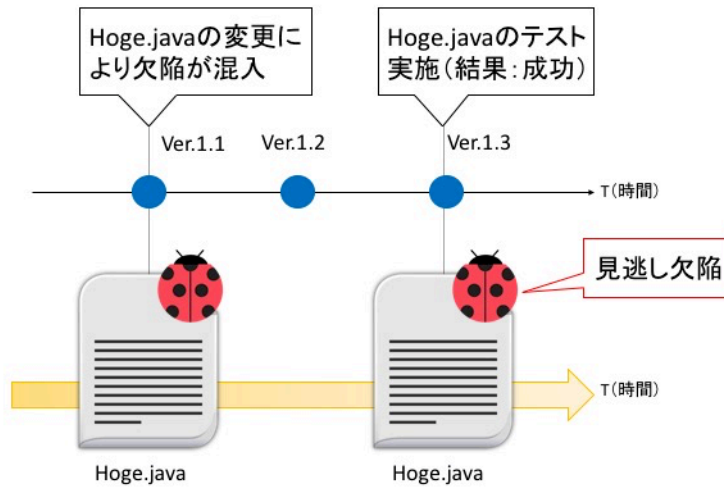 Hoge.javaの変更に
より欠陥が混入
Hoge.javaのテスト
実施(結果:成功)
Ver.1.1
Ver.1.2
Ver.1.3
T(時間)
見逃し欠陥
T(時間)
Hoge.java
Hoge.java